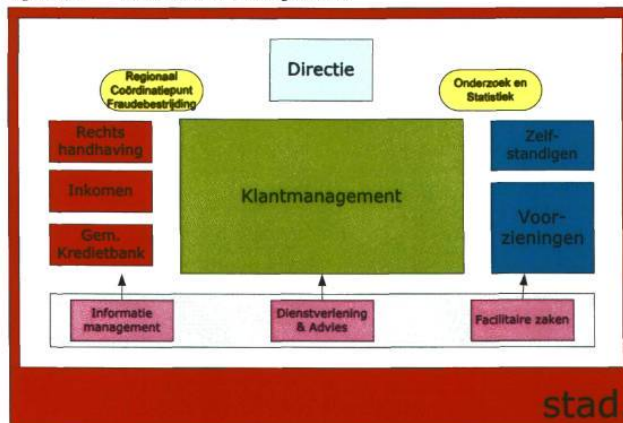 Directie
Regionaal
Coördinatiepunt
Fraudebestrijding
Onderzoek en
Statistiek
Rechts
handhaving
Inkomen
Gem.
Kredietbank
Klantmanagement
Zelf-
standigen
Voor-
zieningen
Informatie
management
Dienstverlening
& Advies
Facilitaire zaken
stad